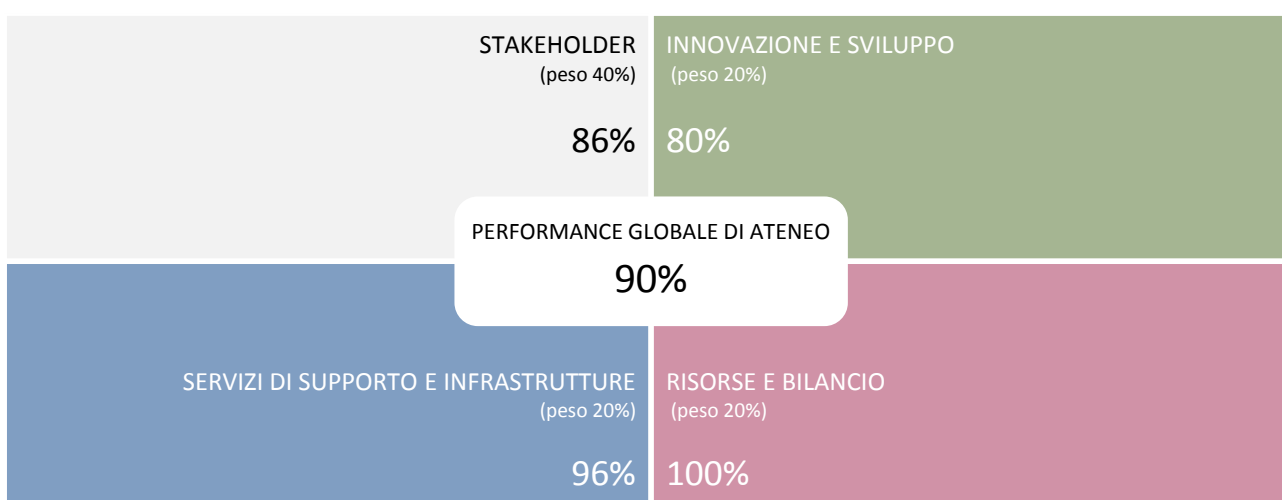 STAKEHOLDER
(peso 40%)
86%
INNOVAZIONE E SVILUPPO
(peso 20%)
80%
PERFORMANCE GLOBALE DI ATENEO
90%
SERVIZI DI SUPPORTO E INFRASTRUTTURE
(peso 20%)
96%
RISORSE E BILANCIO
(peso 20%)
100%